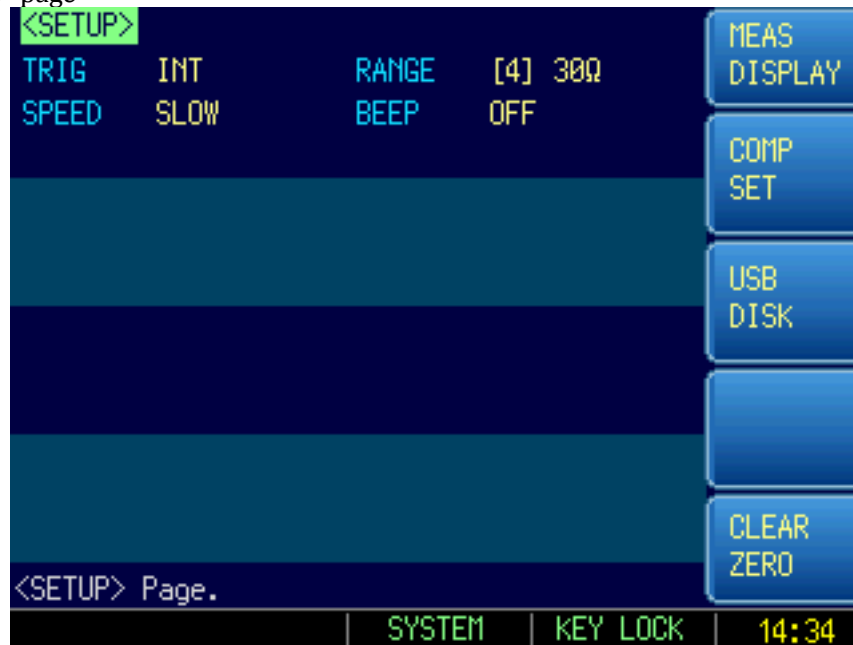 page
<SETUP>
TRIG INT RANGE [4] 30Ω
SPEED SLOW BEEP OFF
MEAS
DISPLAY
COMP
SET
USB
DISK
CLEAR
ZERO
<SETUP> Page.
SYSTEM KEY LOCK 14:34